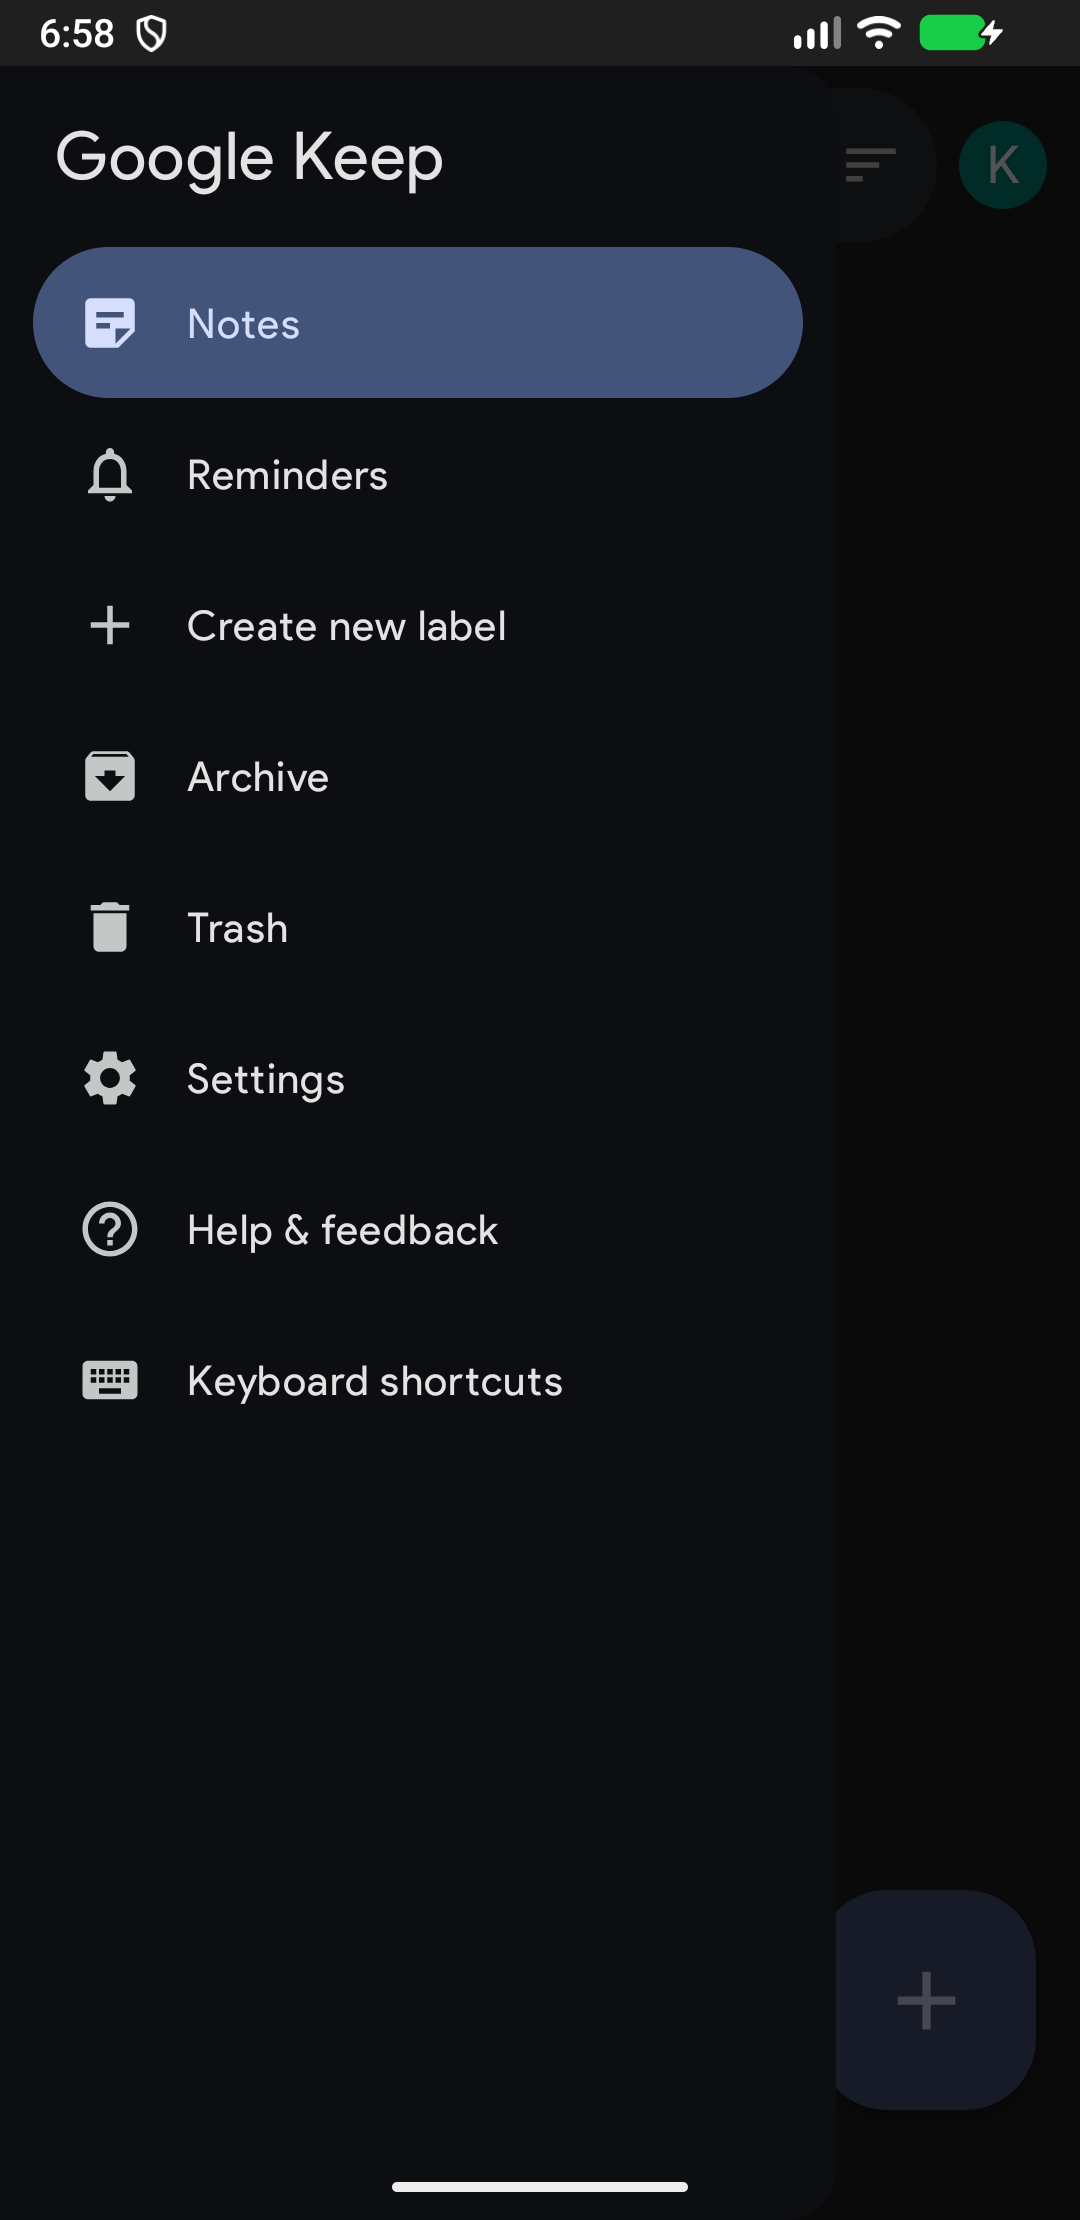 6:58
Google Keep
K
Notes
Reminders
Create new label
Archive
Trash
Settings
Help & feedback
Keyboard shortcuts